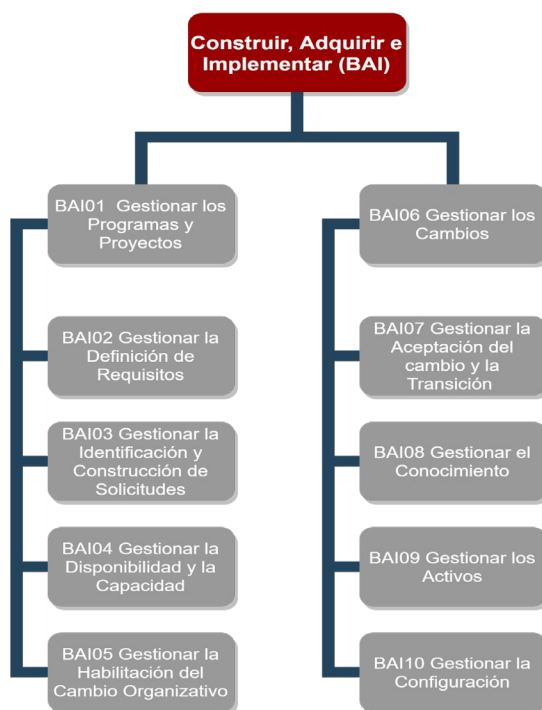 Construir, Adquirir e
Implementar (BAI)
BAI01 Gestionar los
Programas y
Proyectos
BAI02 Gestionar la
Definición de
Requisitos
BAI03 Gestionar la
Identificación y
Construcción de
Solicitudes
BAI04 Gestionar la
Disponibilidad y la
Capacidad
BAI05 Gestionar la
Habilitación del
Cambio Organizativo
BAI06 Gestionar los
Cambios
BAI07 Gestionar la
Aceptación del
cambio y la
Transición
BAI08 Gestionar el
Conocimiento
BAI09 Gestionar los
Activos
BAI10 Gestionar la
Configuración